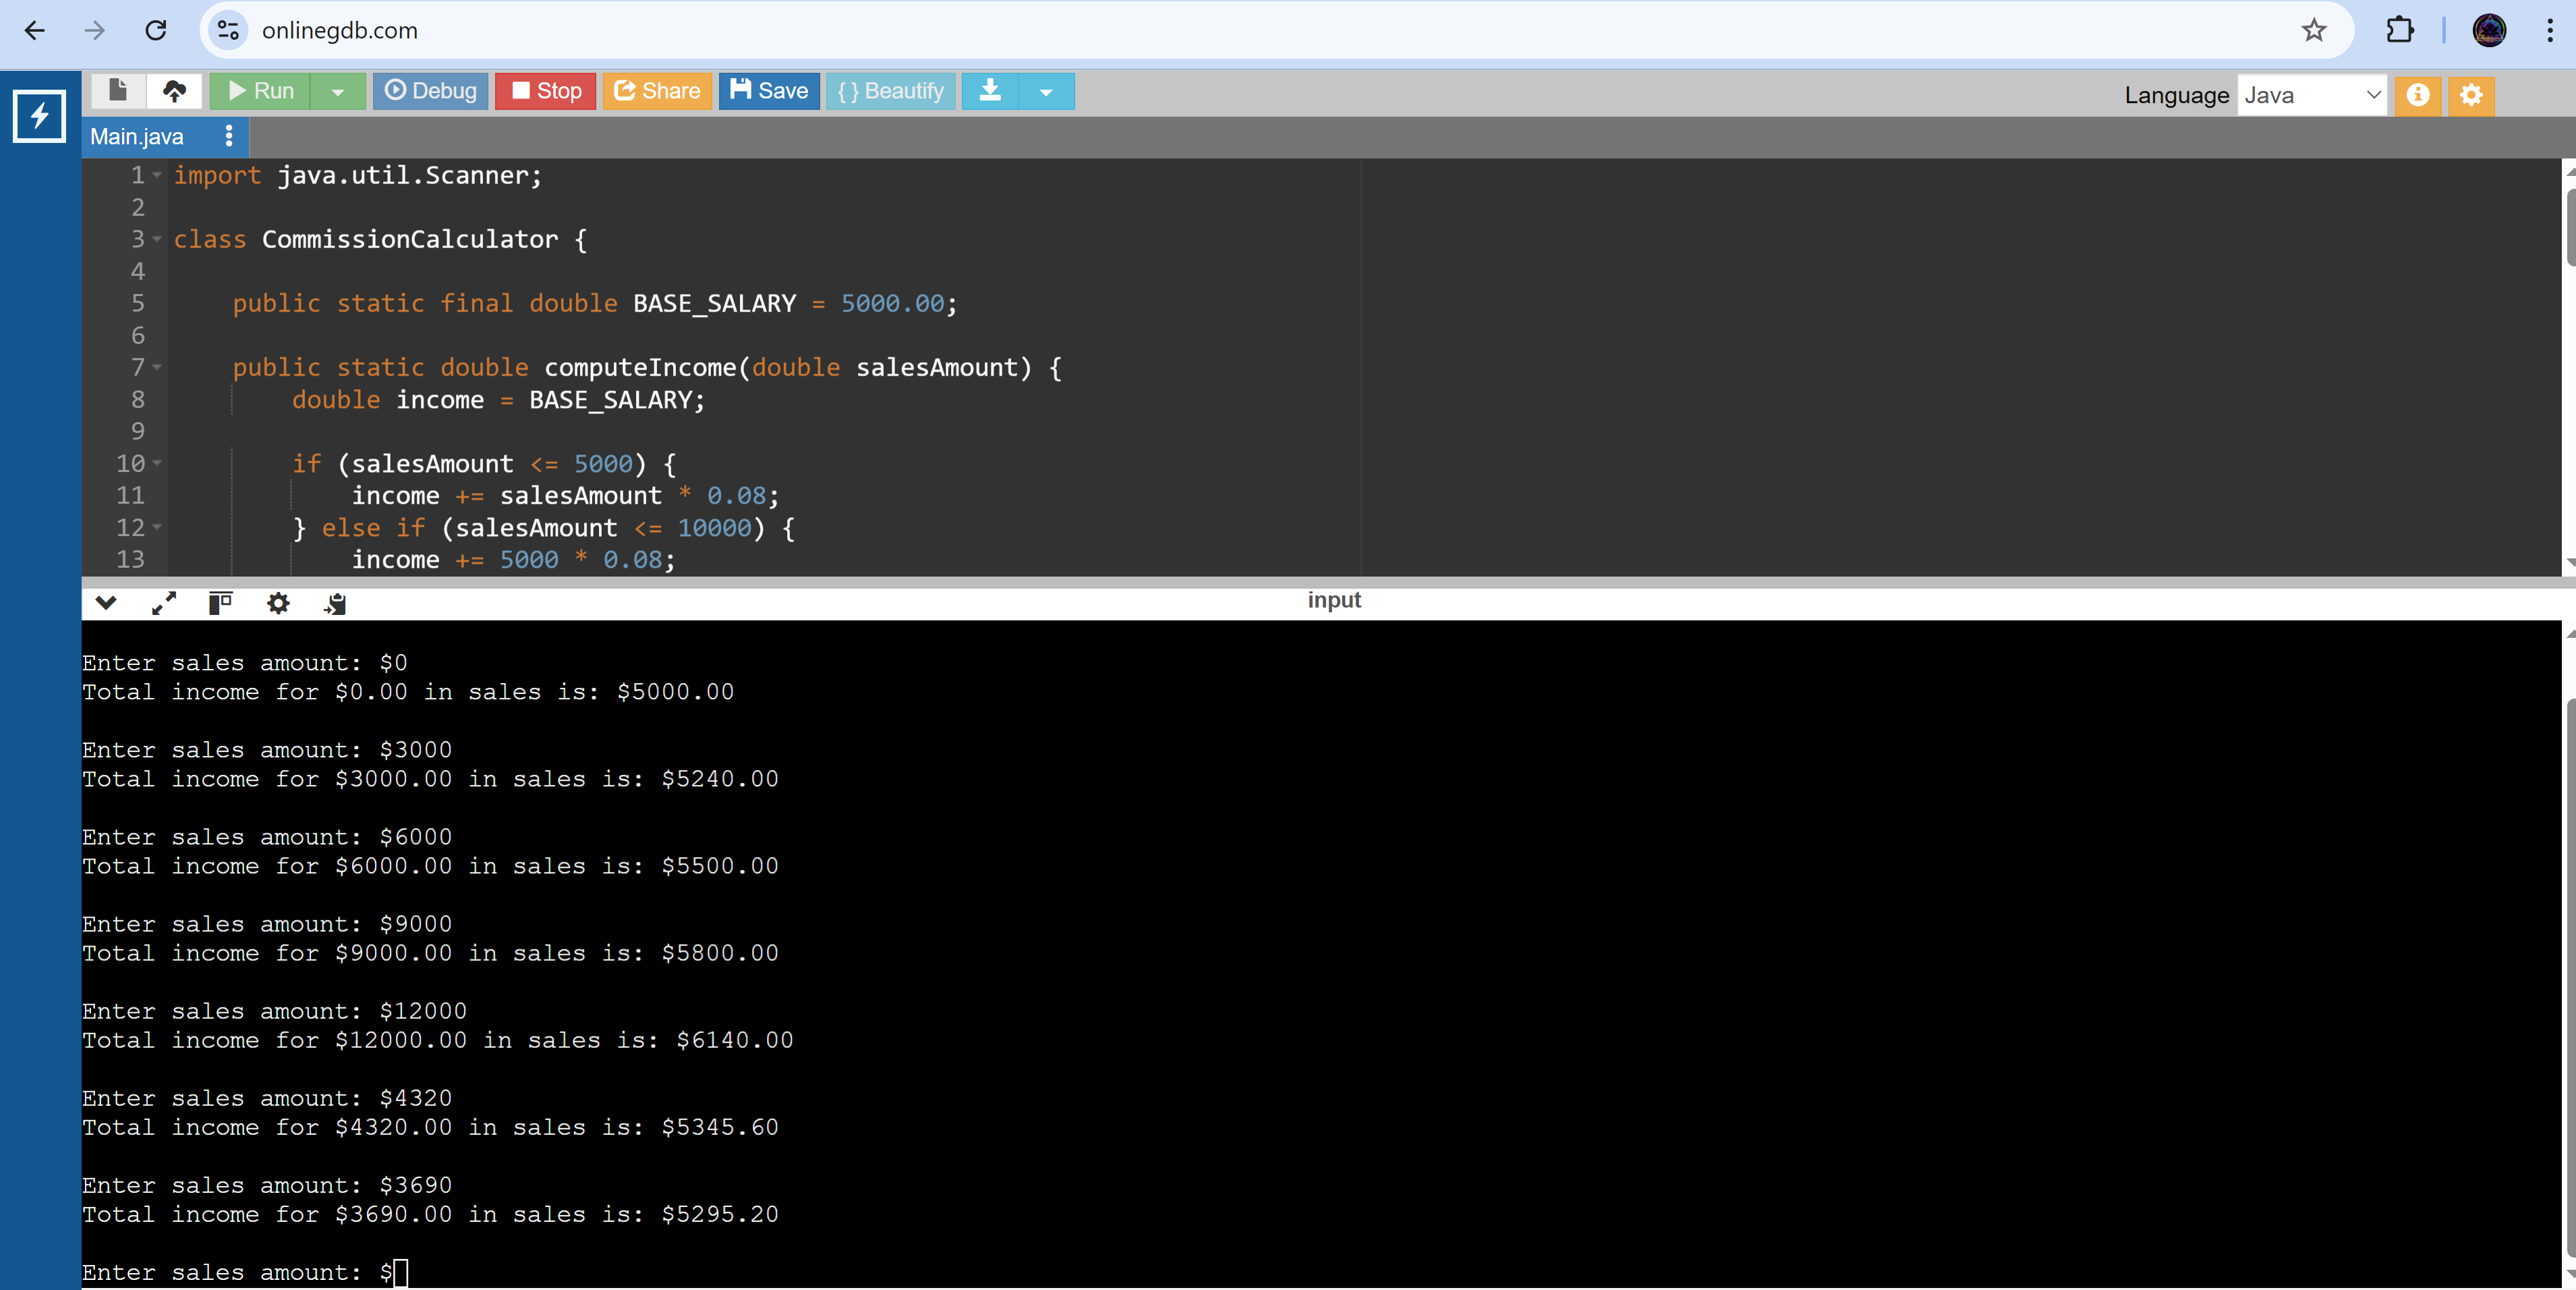 onlinegdb.com
Run Debug Stop Share Save { } Beautify Language Java
Main.java
1 import java.util.Scanner;
2
3 class CommissionCalculator {
4
5     public static final double BASE_SALARY = 5000.00;
6
7     public static double computeIncome(double salesAmount) {
8         double income = BASE_SALARY;
9
10         if (salesAmount <= 5000) {
11             income += salesAmount * 0.08;
12         } else if (salesAmount <= 10000) {
13             income += 5000 * 0.08;
input
Enter sales amount: $0
Total income for $0.00 in sales is: $5000.00
Enter sales amount: $3000
Total income for $3000.00 in sales is: $5240.00
Enter sales amount: $6000
Total income for $6000.00 in sales is: $5500.00
Enter sales amount: $9000
Total income for $9000.00 in sales is: $5800.00
Enter sales amount: $12000
Total income for $12000.00 in sales is: $6140.00
Enter sales amount: $4320
Total income for $4320.00 in sales is: $5345.60
Enter sales amount: $3690
Total income for $3690.00 in sales is: $5295.20
Enter sales amount: $